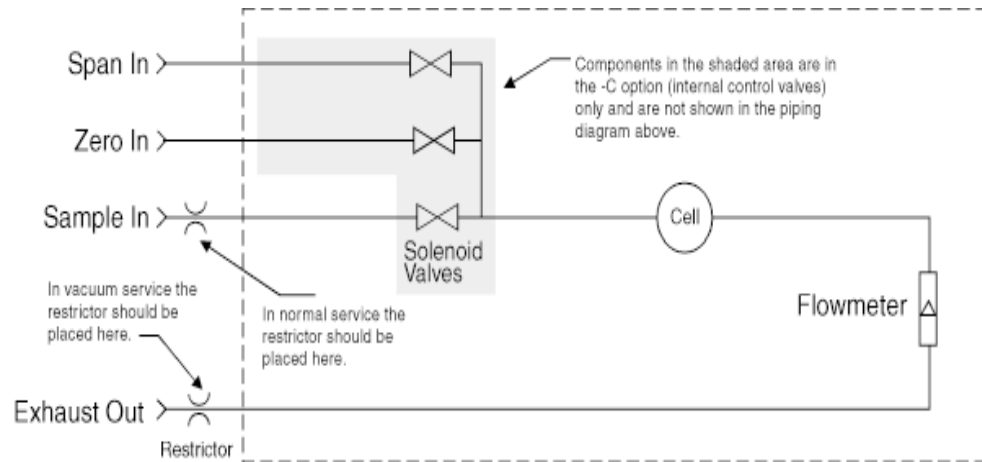 Span In
Components in the shaded area are in
the -C option (internal control valves)
only and are not shown in the piping
diagram above.
Zero In
Sample In
Cell
Solenoid
Valves
In vacuum service the
restrictor should be
placed here.
In normal service the
restrictor should be
placed here.
Flowmeter
Exhaust Out
Restrictor